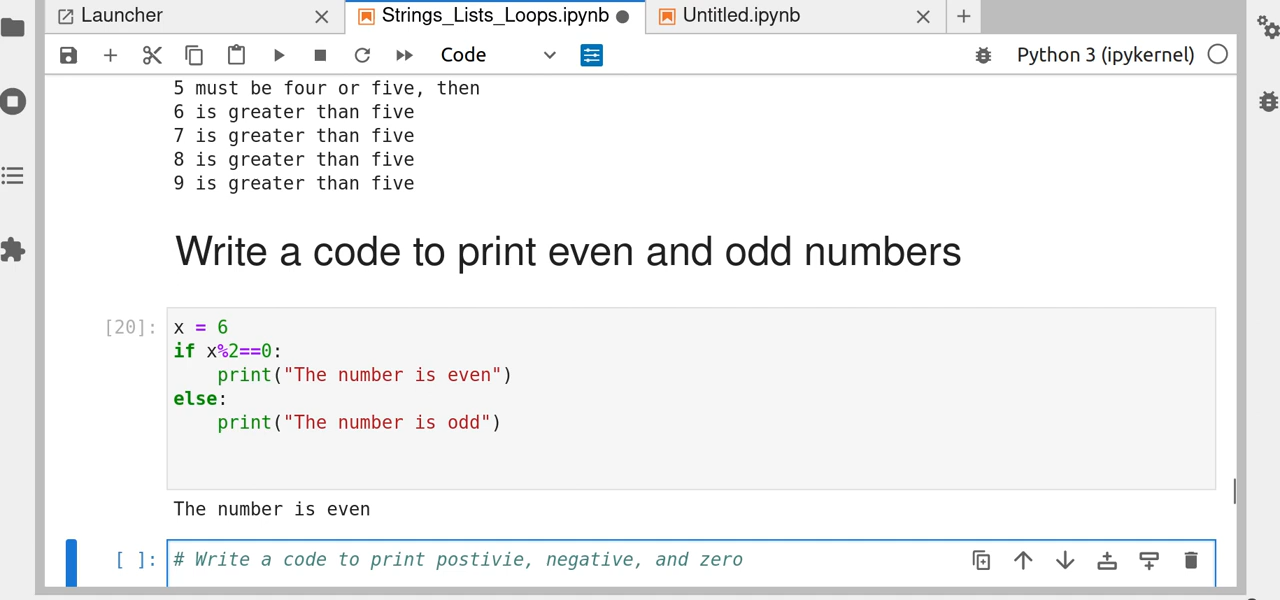 Launcher
Strings_Lists_Loops.ipynb
Untitled.ipynb
Code
Python 3 (ipykernel)
5 must be four or five, then
6 is greater than five
7 is greater than five
8 is greater than five
9 is greater than five
Write a code to print even and odd numbers
[20]:
x = 6
if x%2==0:
    print("The number is even")
else:
    print("The number is odd")
The number is even
[ ]:
# Write a code to print postivie, negative, and zero